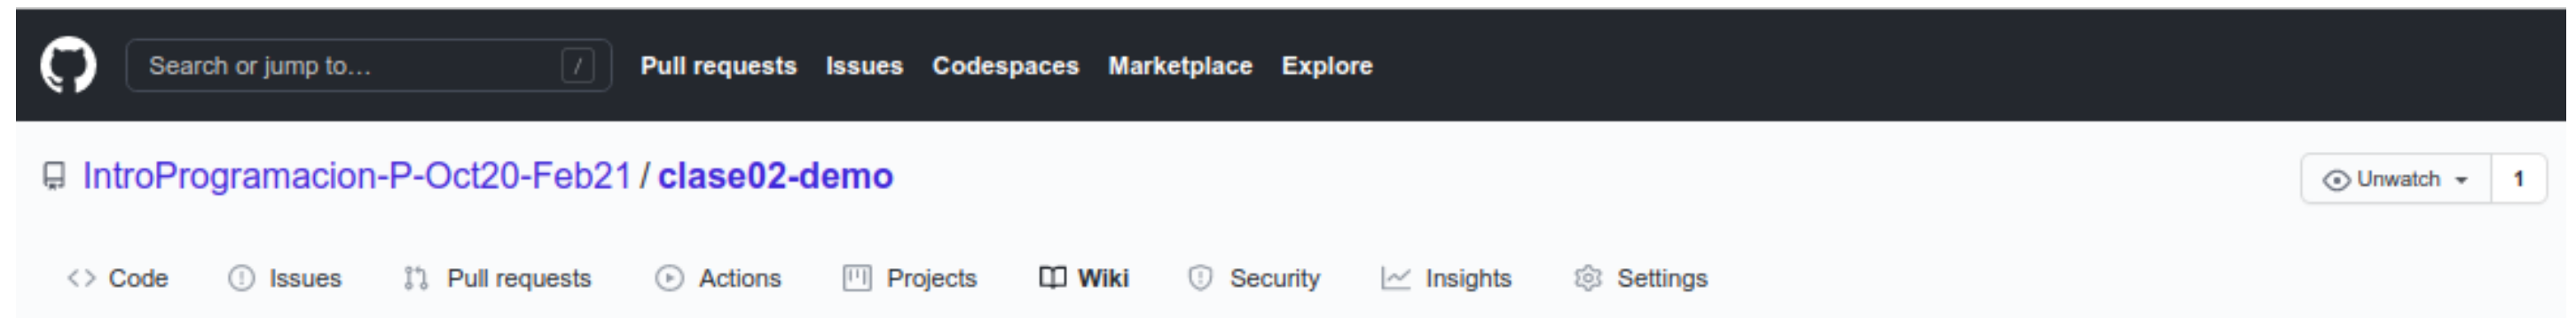 Search or jump to... / Pull requests Issues Codespaces Marketplace Explore
IntroProgramacion-P-Oct20-Feb21 / clase02-demo Unwatch 1
<> Code Issues Pull requests Actions Projects Wiki Security Insights Settings